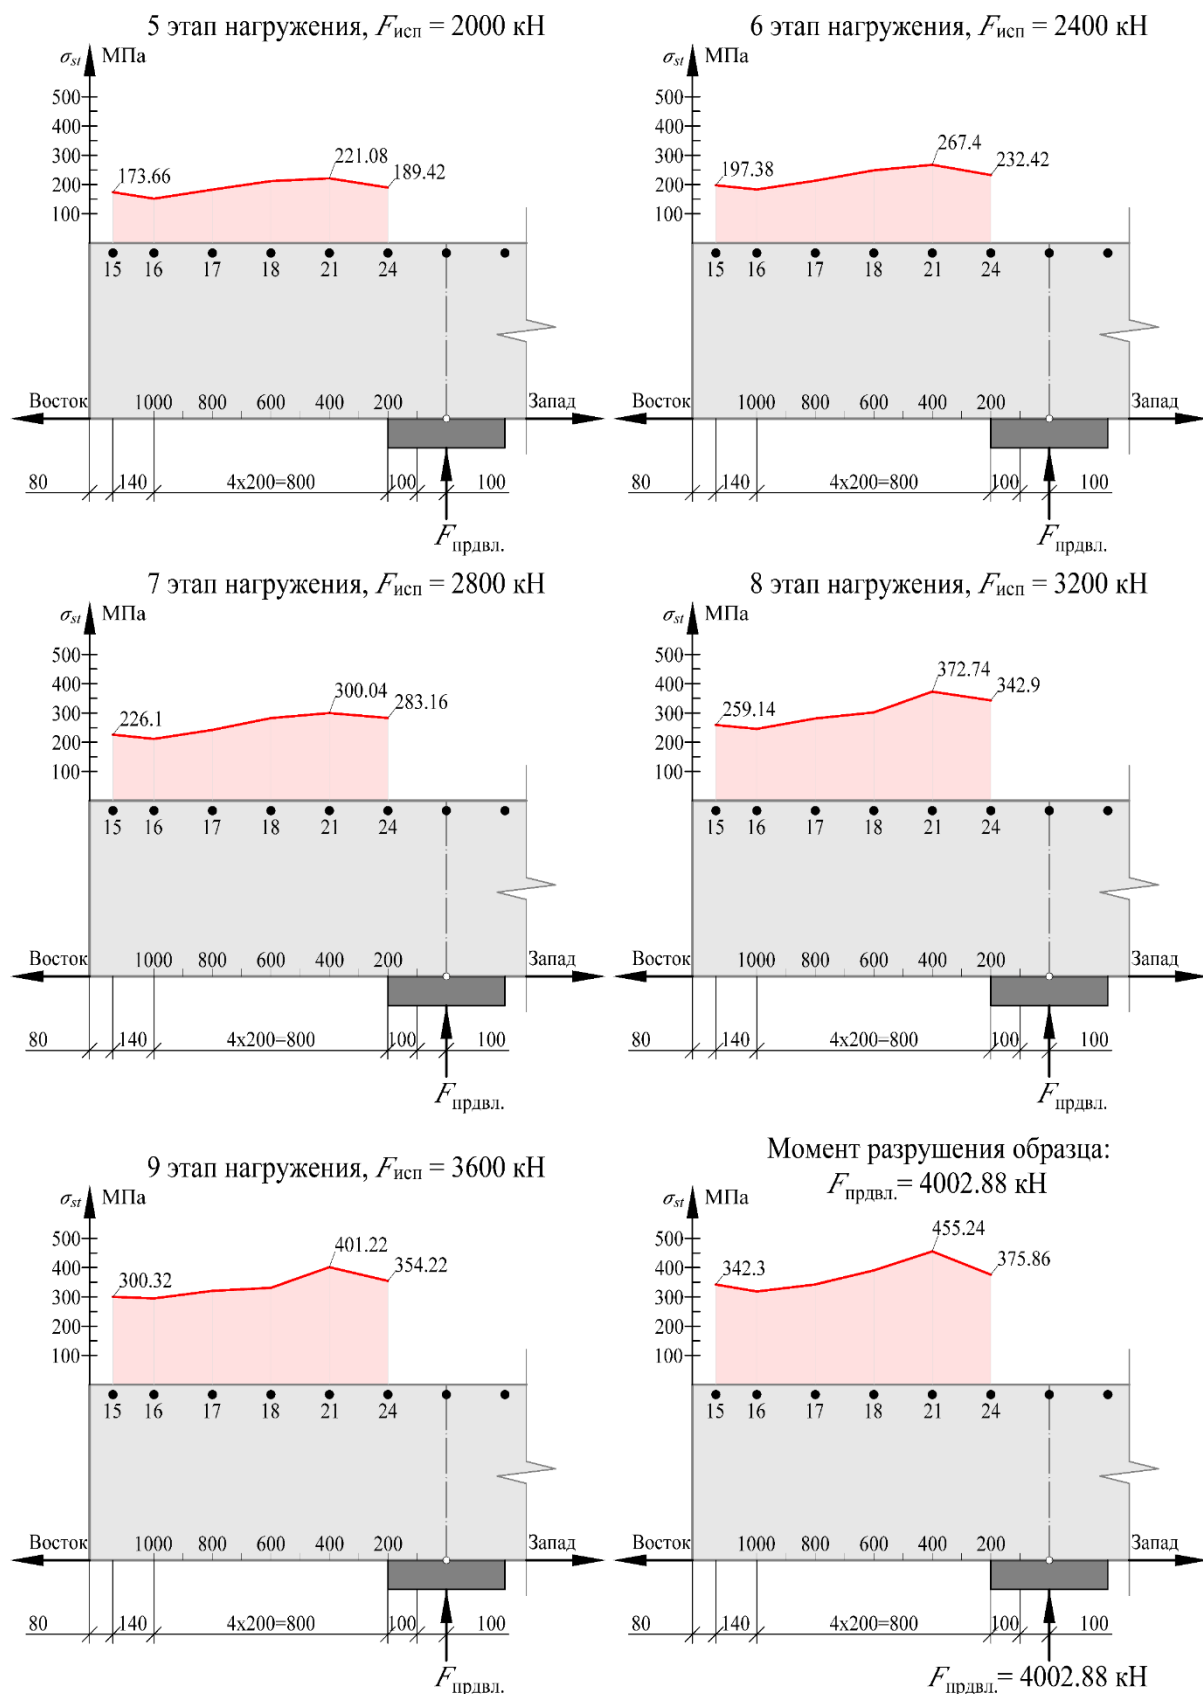 5 этап нагружения, Fисп = 2000 кН
σst МПа
500
400
300
200
100
173.66
221.08
189.42
15 16 17 18 21 24
Восток 1000 800 600 400 200 Запад
80 140 4x200=800 100 100
Fпрдвл.
6 этап нагружения, Fисп = 2400 кН
σst МПа
500
400
300
200
100
197.38
267.4
232.42
15 16 17 18 21 24
Восток 1000 800 600 400 200 Запад
80 140 4x200=800 100 100
Fпрдвл.
7 этап нагружения, Fисп = 2800 кН
σst МПа
500
400
300
200
100
226.1
300.04
283.16
15 16 17 18 21 24
Восток 1000 800 600 400 200 Запад
80 140 4x200=800 100 100
Fпрдвл.
8 этап нагружения, Fисп = 3200 кН
σst МПа
500
400
300
200
100
259.14
372.74
342.9
15 16 17 18 21 24
Восток 1000 800 600 400 200 Запад
80 140 4x200=800 100 100
Fпрдвл.
9 этап нагружения, Fисп = 3600 кН
σst МПа
500
400
300
200
100
300.32
401.22
354.22
15 16 17 18 21 24
Восток 1000 800 600 400 200 Запад
80 140 4x200=800 100 100
Fпрдвл.
Момент разрушения образца:
Fпрдвл.= 4002.88 кН
σst МПа
500
400
300
200
100
342.3
455.24
375.86
15 16 17 18 21 24
Восток 1000 800 600 400 200 Запад
80 140 4x200=800 100 100
Fпрдвл.= 4002.88 кН